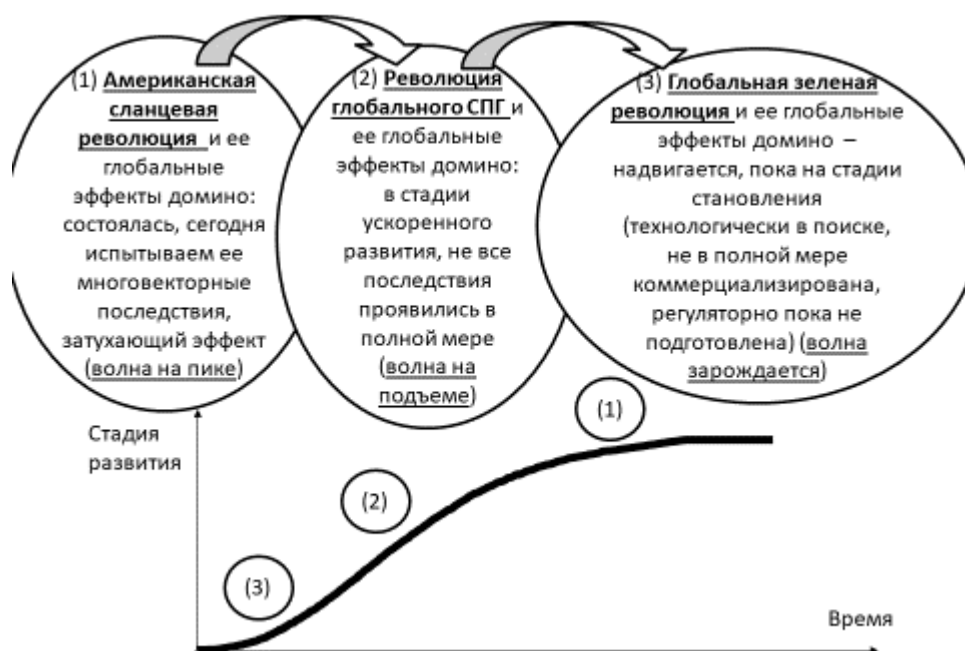 (1) Американская
сланцевая
революция и ее
глобальные
эффекты домино:
состоялась, сегодня
испытываем ее
многовекторные
последствия,
затухающий эффект
(волна на пике)
(2) Революция
глобального СПГ и
ее глобальные
эффекты домино:
в стадии
ускоренного
развития, не все
последствия
проявились в
полной мере
(волна на
подъеме)
(3) Глобальная зеленая
революция и ее глобальные
эффекты домино –
надвигается, пока на стадии
становления
(технологически в поиске,
не в полной мере
коммерциализирована,
регуляторно пока не
подготовлена) (волна
зарождается)
Стадия
развития
(1)
(2)
(3)
Время